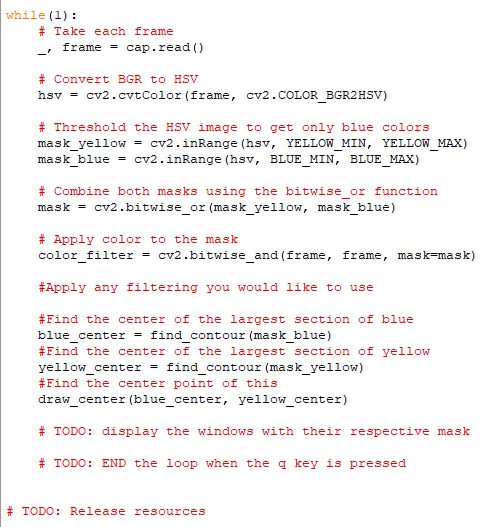 while(1):
    # Take each frame
    _, frame = cap.read()

    # Convert BGR to HSV
    hsv = cv2.cvtColor(frame, cv2.COLOR_BGR2HSV)

    # Threshold the HSV image to get only blue colors
    mask_yellow = cv2.inRange(hsv, YELLOW_MIN, YELLOW_MAX)
    mask_blue = cv2.inRange(hsv, BLUE_MIN, BLUE_MAX)

    # Combine both masks using the bitwise_or function
    mask = cv2.bitwise_or(mask_yellow, mask_blue)

    # Apply color to the mask
    color_filter = cv2.bitwise_and(frame, frame, mask=mask)

    #Apply any filtering you would like to use

    #Find the center of the largest section of blue
    blue_center = find_contour(mask_blue)
    #Find the center of the largest section of yellow
    yellow_center = find_contour(mask_yellow)
    #Find the center point of this
    draw_center(blue_center, yellow_center)

    # TODO: display the windows with their respective mask

    # TODO: END the loop when the q key is pressed


# TODO: Release resources